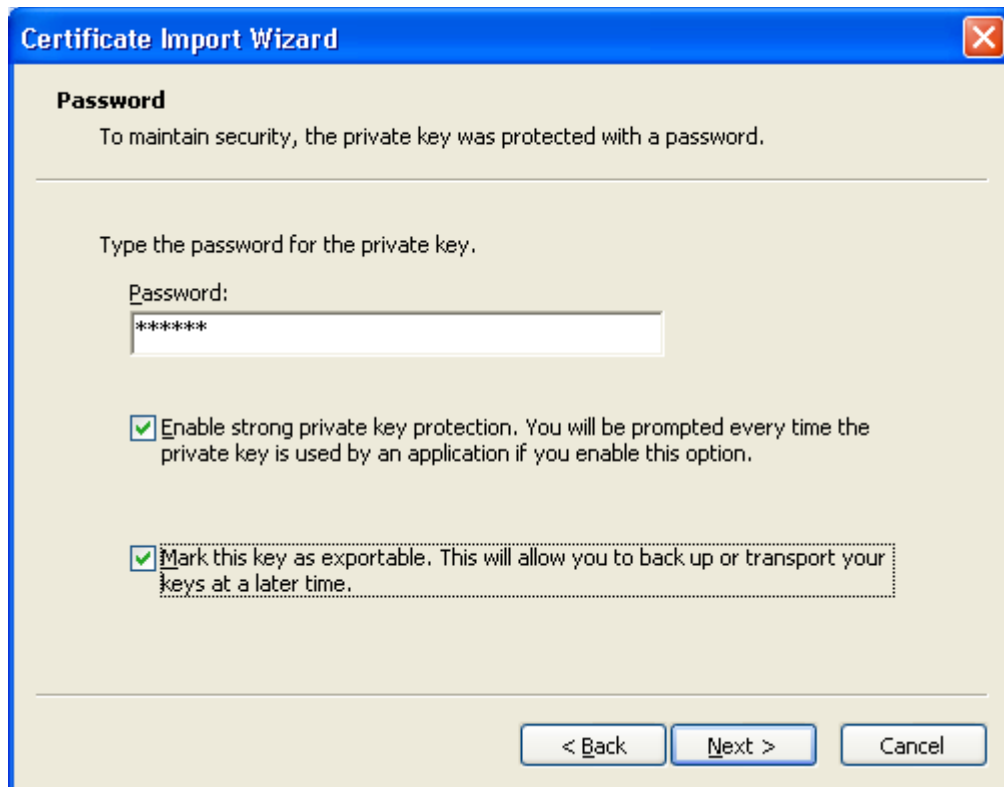 Certificate Import Wizard
Password
To maintain security, the private key was protected with a password.
Type the password for the private key.
Password:
******
Enable strong private key protection. You will be prompted every time the
private key is used by an application if you enable this option.
Mark this key as exportable. This will allow you to back up or transport your
keys at a later time.
< Back
Next >
Cancel